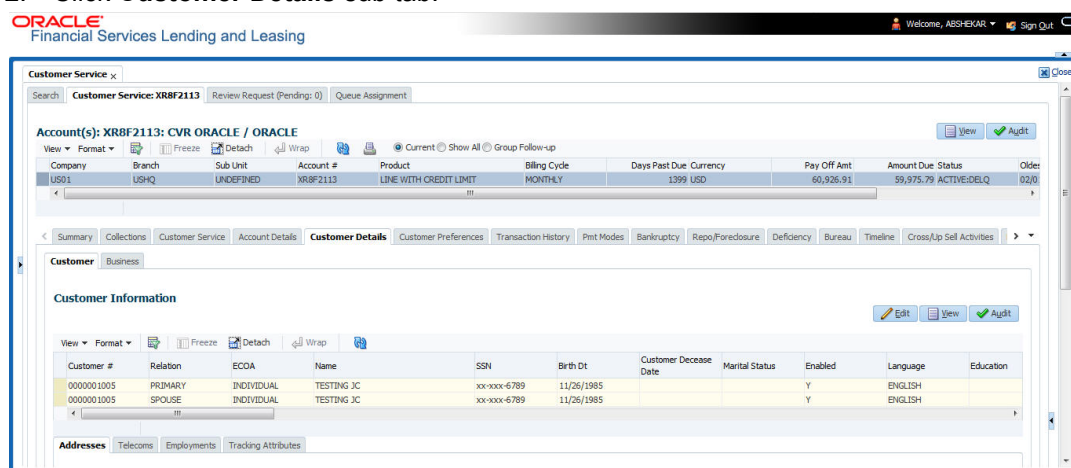 2. Click Customer Details sub tab.
ORACLE
Welcome, ABSHEKAR Sign Out
Financial Services Lending and Leasing
Customer Service x Close
Search Customer Service: XR8F2113 Review Request (Pending: 0) Queue Assignment
Account(s): XR8F2113: CVR ORACLE / ORACLE View Audit
View Format Freeze Detach Wrap Current Show All Group Follow-up
Company Branch Sub Unit Account # Product Billing Cycle Days Past Due Currency Pay Off Amt Amount Due Status Oldes
US01 USHQ UNDEFINED XR8F2113 LINE WITH CREDIT LIMIT MONTHLY 1399 USD 60,926.91 59,975.79 ACTIVE:DELQ 02/0
Summary Collections Customer Service Account Details Customer Details Customer Preferences Transaction History Pmt Modes Bankruptcy Repo/Foreclosure Deficiency Bureau Timeline Cross/Up Sell Activities
Customer Business
Customer Information
Edit View Audit
View Format Freeze Detach Wrap
Customer # Relation ECOA Name SSN Birth Dt Customer Decease Date Marital Status Enabled Language Education
0000001005 PRIMARY INDIVIDUAL TESTING JC xx-xxx-6789 11/26/1985 Y ENGLISH
0000001005 SPOUSE INDIVIDUAL TESTING JC xx-xxx-6789 11/26/1985 Y ENGLISH
Addresses Telecoms Employments Tracking Attributes